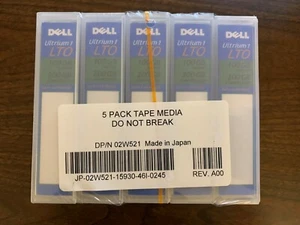 DELL DELL DELL DELL DELL
Ultrium 1 Ultrium 1 Ultrium 1 Ultrium 1 Ultrium 1
LTO LTO LTO LTO LTO
5 PACK TAPE MEDIA
DO NOT BREAK
DP/N 02W521 Made in Japan
JP-02W521-15930-46I-0245 REV. A00